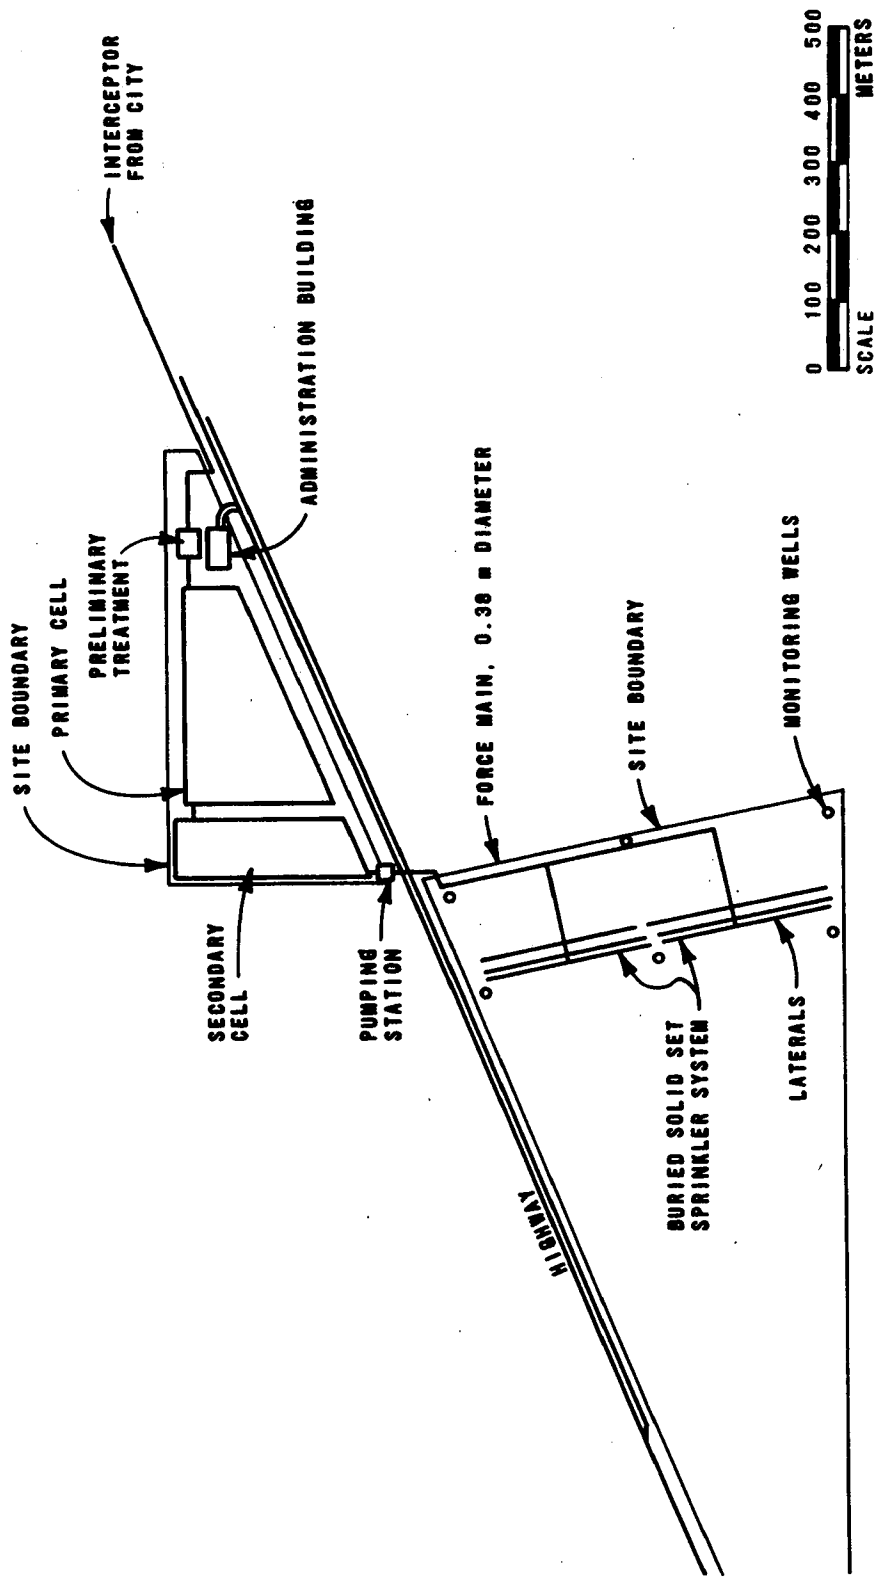 SITE BOUNDARY
PRIMARY CELL
PRELIMINARY
TREATMENT
INTERCEPTOR
FROM CITY
ADMINISTRATION BUILDING
SECONDARY
CELL
PUMPING
STATION
FORCE MAIN, 0.38 m DIAMETER
SITE BOUNDARY
MONITORING WELLS
HIGHWAY
BURIED SOLID SET
SPRINKLER SYSTEM
LATERALS
0 100 200 300 400 500
SCALE METERS